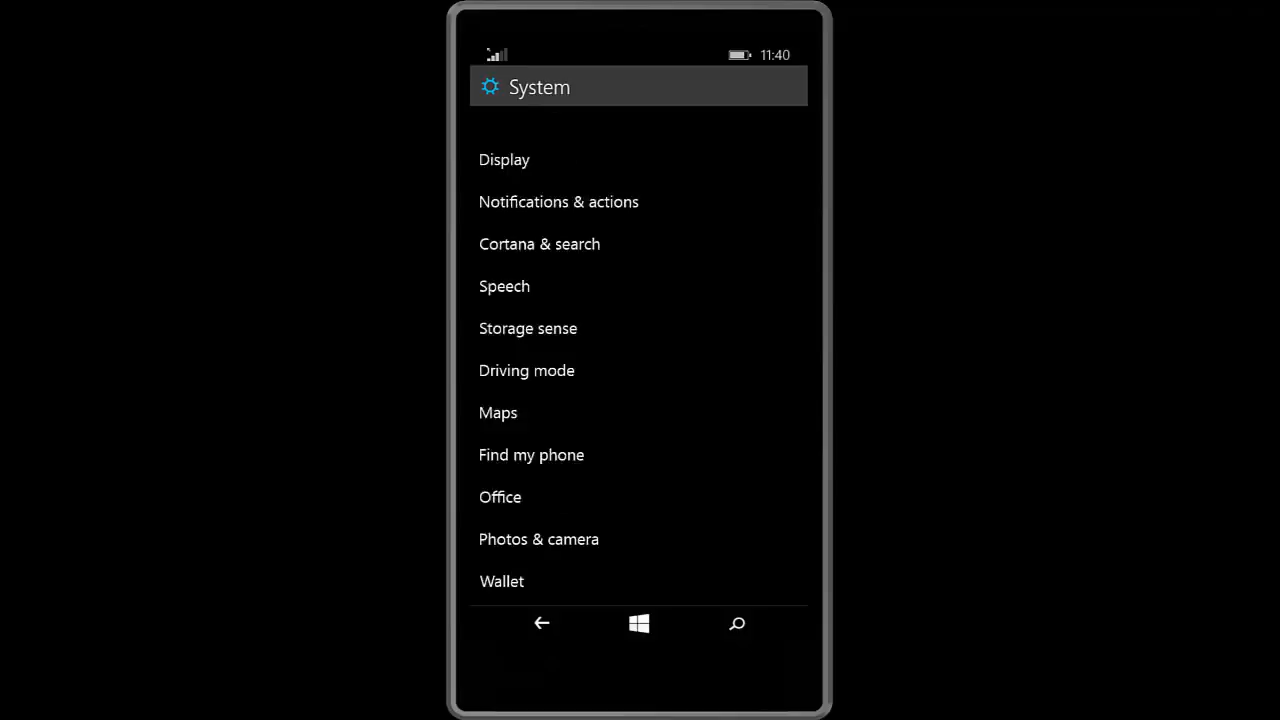 11:40
System
Display
Notifications & actions
Cortana & search
Speech
Storage sense
Driving mode
Maps
Find my phone
Office
Photos & camera
Wallet